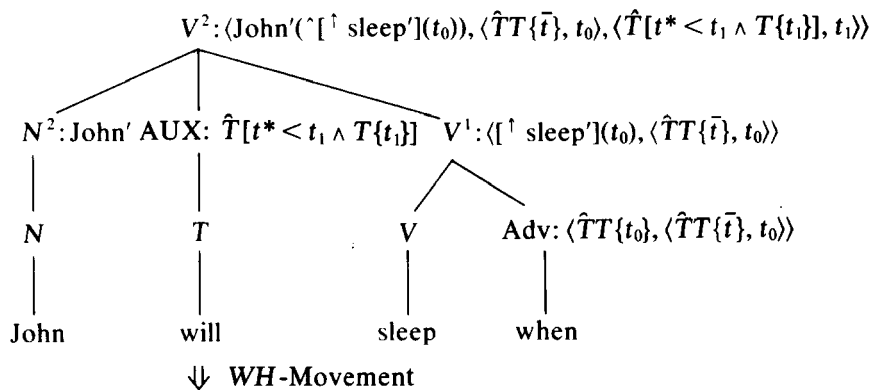 V²: ⟨John′(ˆ[↑ sleep′](t₀)), ⟨T̂T{t̄}, t₀⟩, ⟨T̂[t* < t₁ ∧ T{t₁}], t₁⟩⟩
N²: John′ AUX: T̂[t* < t₁ ∧ T{t₁}] V¹: ⟨[↑ sleep′](t₀), ⟨T̂T{t̄}, t₀⟩⟩
N T V Adv: ⟨T̂T{t₀}, ⟨T̂T{t̄}, t₀⟩⟩
John will sleep when
⇓ WH-Movement